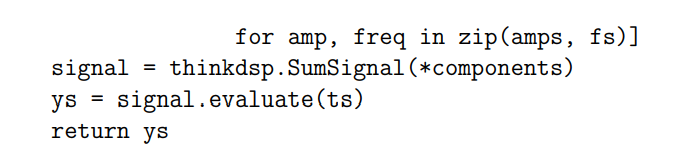 for amp, freq in zip(amps, fs)]
signal = thinkdsp.SumSignal(*components)
ys = signal.evaluate(ts)
return ys